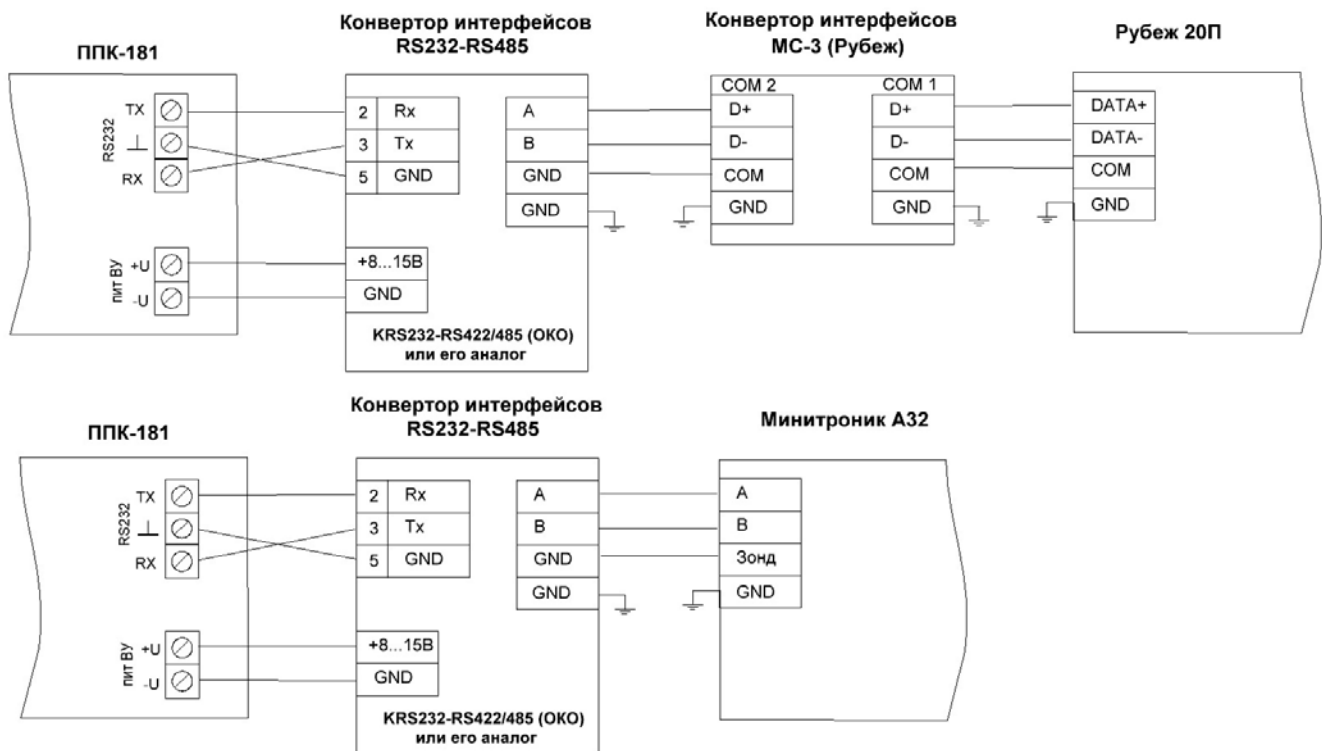 ППК-181
Конвертор интерфейсов
RS232-RS485
Конвертор интерфейсов
МС-3 (Рубеж)
Рубеж 20П
RS232
TX
⊥
RX
пит ВУ
+U
-U
2 Rx
3 Tx
5 GND
+8...15В
GND
A
B
GND
GND
KRS232-RS422/485 (ОКО)
или его аналог
COM 2
D+
D-
COM
GND
COM 1
D+
D-
COM
GND
DATA+
DATA-
COM
GND
ППК-181
Конвертор интерфейсов
RS232-RS485
Минитроник А32
RS232
TX
⊥
RX
пит ВУ
+U
-U
2 Rx
3 Tx
5 GND
+8...15В
GND
A
B
GND
GND
KRS232-RS422/485 (ОКО)
или его аналог
A
B
Зонд
GND